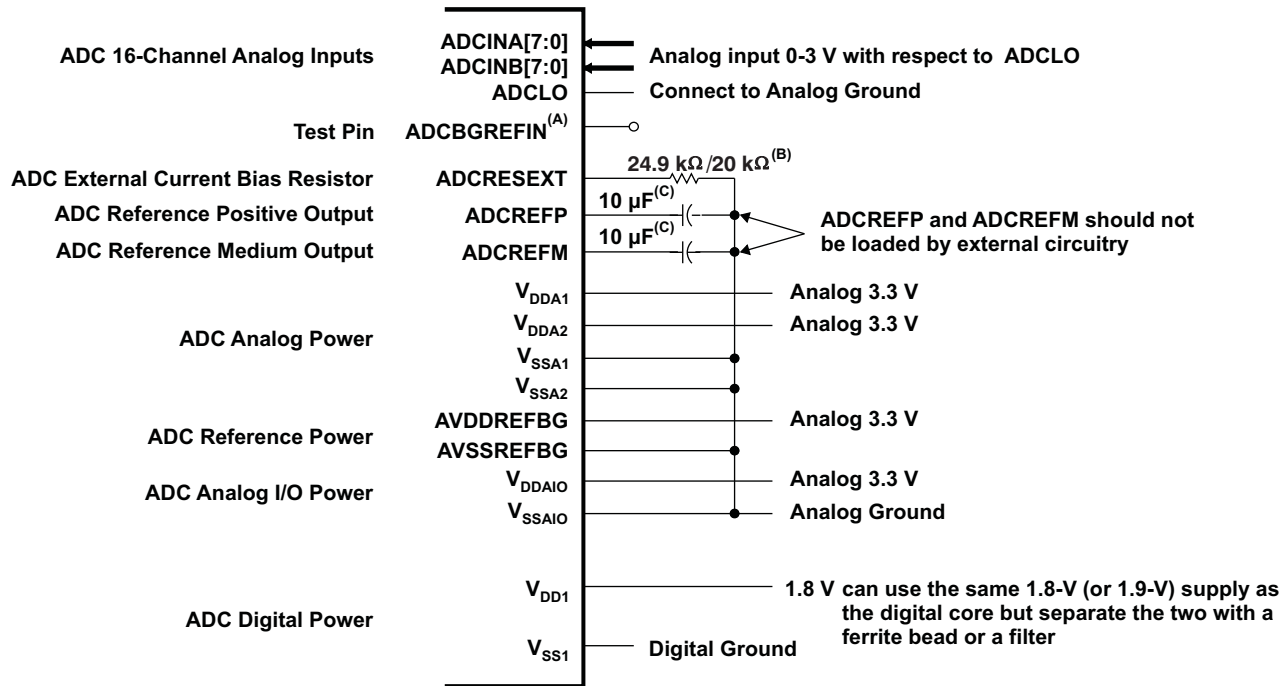 ADC 16-Channel Analog Inputs
ADCINA[7:0]
ADCINB[7:0]
Analog input 0-3 V with respect to ADCLO
ADCLO
Connect to Analog Ground
Test Pin
ADCBGREFIN(A)
24.9 kΩ/20 kΩ(B)
ADC External Current Bias Resistor
ADCRESEXT
10 µF(C)
ADC Reference Positive Output
ADCREFP
10 µF(C)
ADC Reference Medium Output
ADCREFM
ADCREFP and ADCREFM should not
be loaded by external circuitry
VDDA1
Analog 3.3 V
VDDA2
Analog 3.3 V
ADC Analog Power
VSSA1
VSSA2
AVDDREFBG
Analog 3.3 V
ADC Reference Power
AVSSREFBG
VDDAIO
Analog 3.3 V
ADC Analog I/O Power
VSSAIO
Analog Ground
VDD1
1.8 V can use the same 1.8-V (or 1.9-V) supply as
the digital core but separate the two with a
ferrite bead or a filter
ADC Digital Power
VSS1
Digital Ground